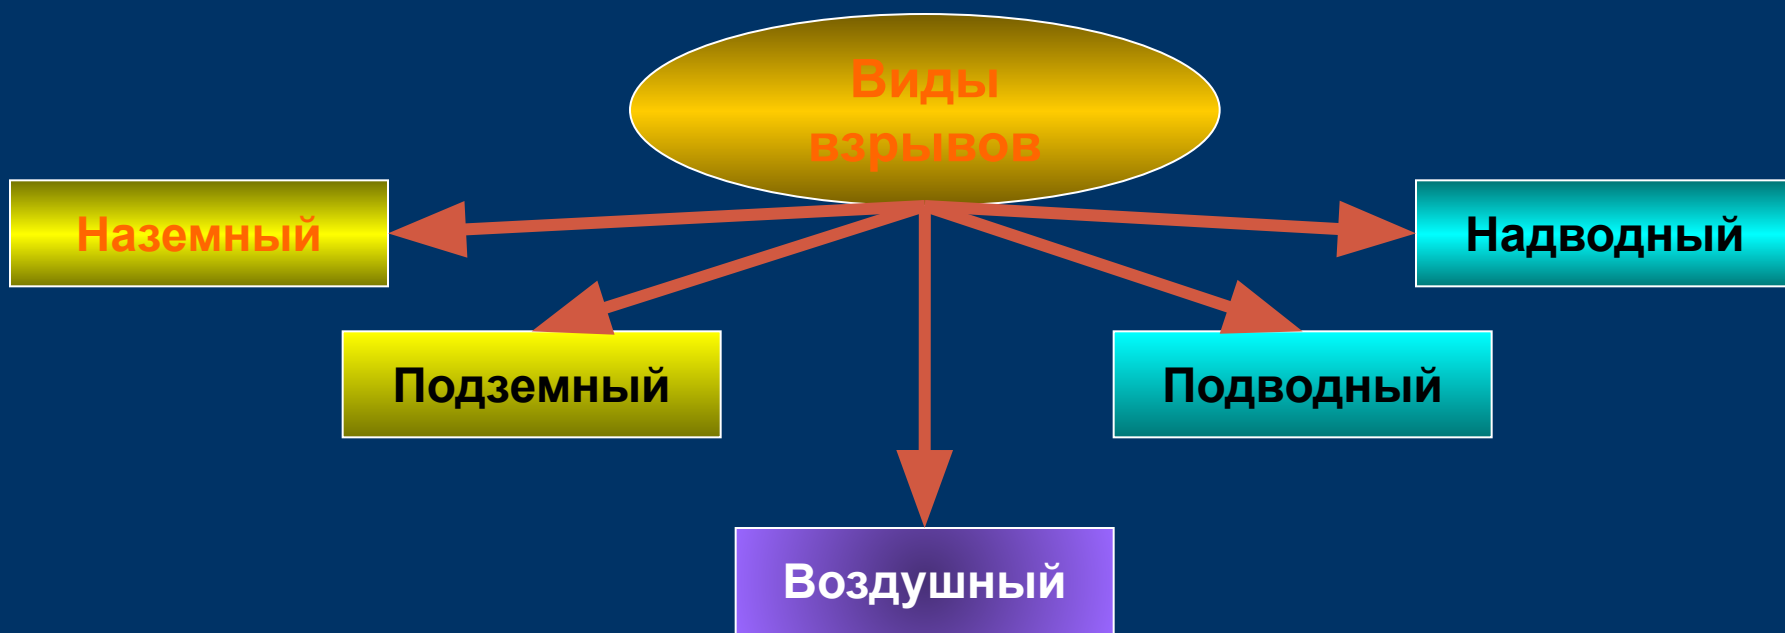 Виды
взрывов
Наземный
Надводный
Подземный
Подводный
Воздушный